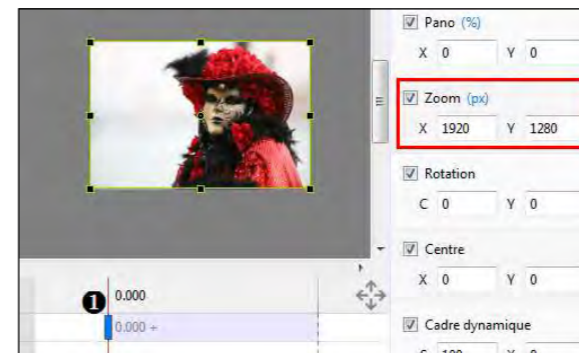 Pano (%)
X 0 Y 0
Zoom (px)
X 1920 Y 1280
Rotation
C 0 Y 0
Centre
X 0 Y 0
Cadre dynamique
1 0.000
0.000 +